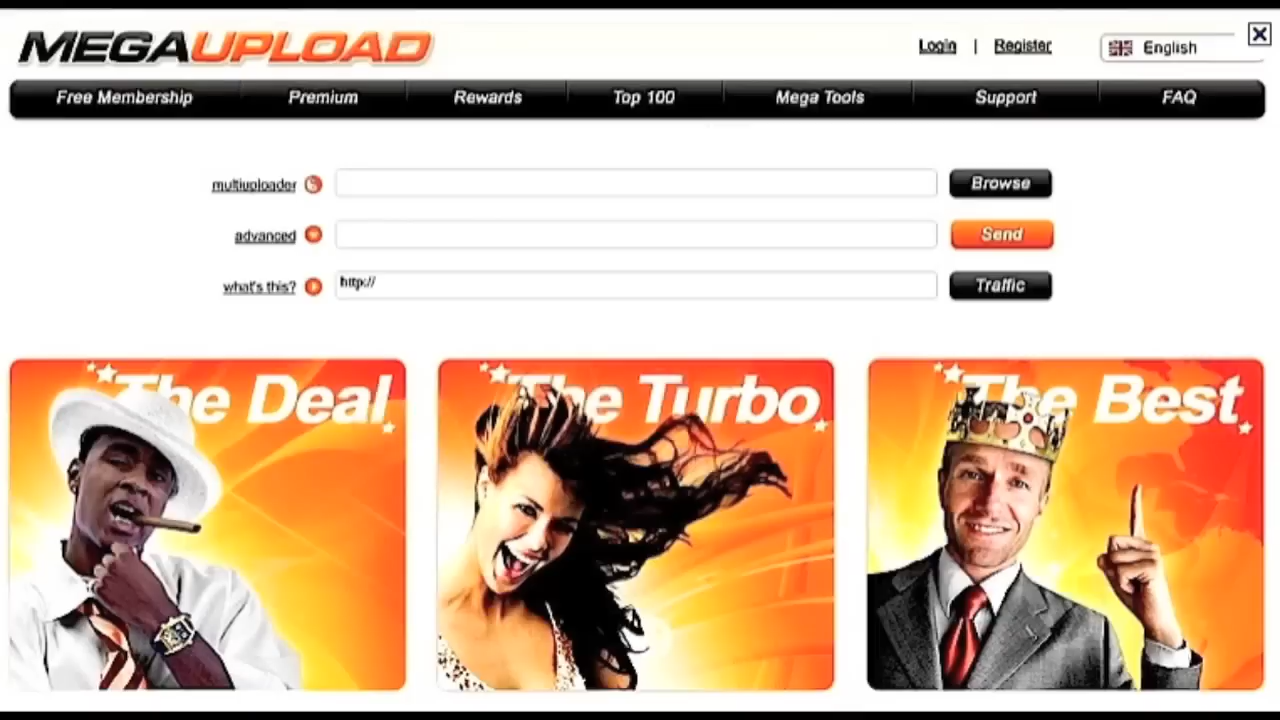 MEGAUPLOAD
Login | Register English
Free Membership Premium Rewards Top 100 Mega Tools Support FAQ
multiuploader Browse
advanced Send
what's this? http:// Traffic
The Deal
The Turbo
The Best